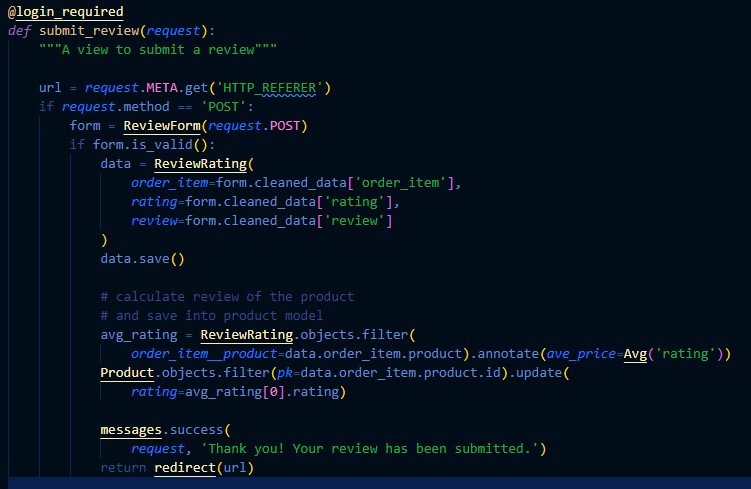 @login_required
def submit_review(request):
    """A view to submit a review"""
    url = request.META.get('HTTP_REFERER')
    if request.method == 'POST':
        form = ReviewForm(request.POST)
        if form.is_valid():
            data = ReviewRating(
                order_item=form.cleaned_data['order_item'],
                rating=form.cleaned_data['rating'],
                review=form.cleaned_data['review']
            )
            data.save()
            # calculate review of the product
            # and save into product model
            avg_rating = ReviewRating.objects.filter(
                order_item__product=data.order_item.product).annotate(ave_price=Avg('rating'))
            Product.objects.filter(pk=data.order_item.product.id).update(
                rating=avg_rating[0].rating)
            messages.success(
                request, 'Thank you! Your review has been submitted.')
            return redirect(url)